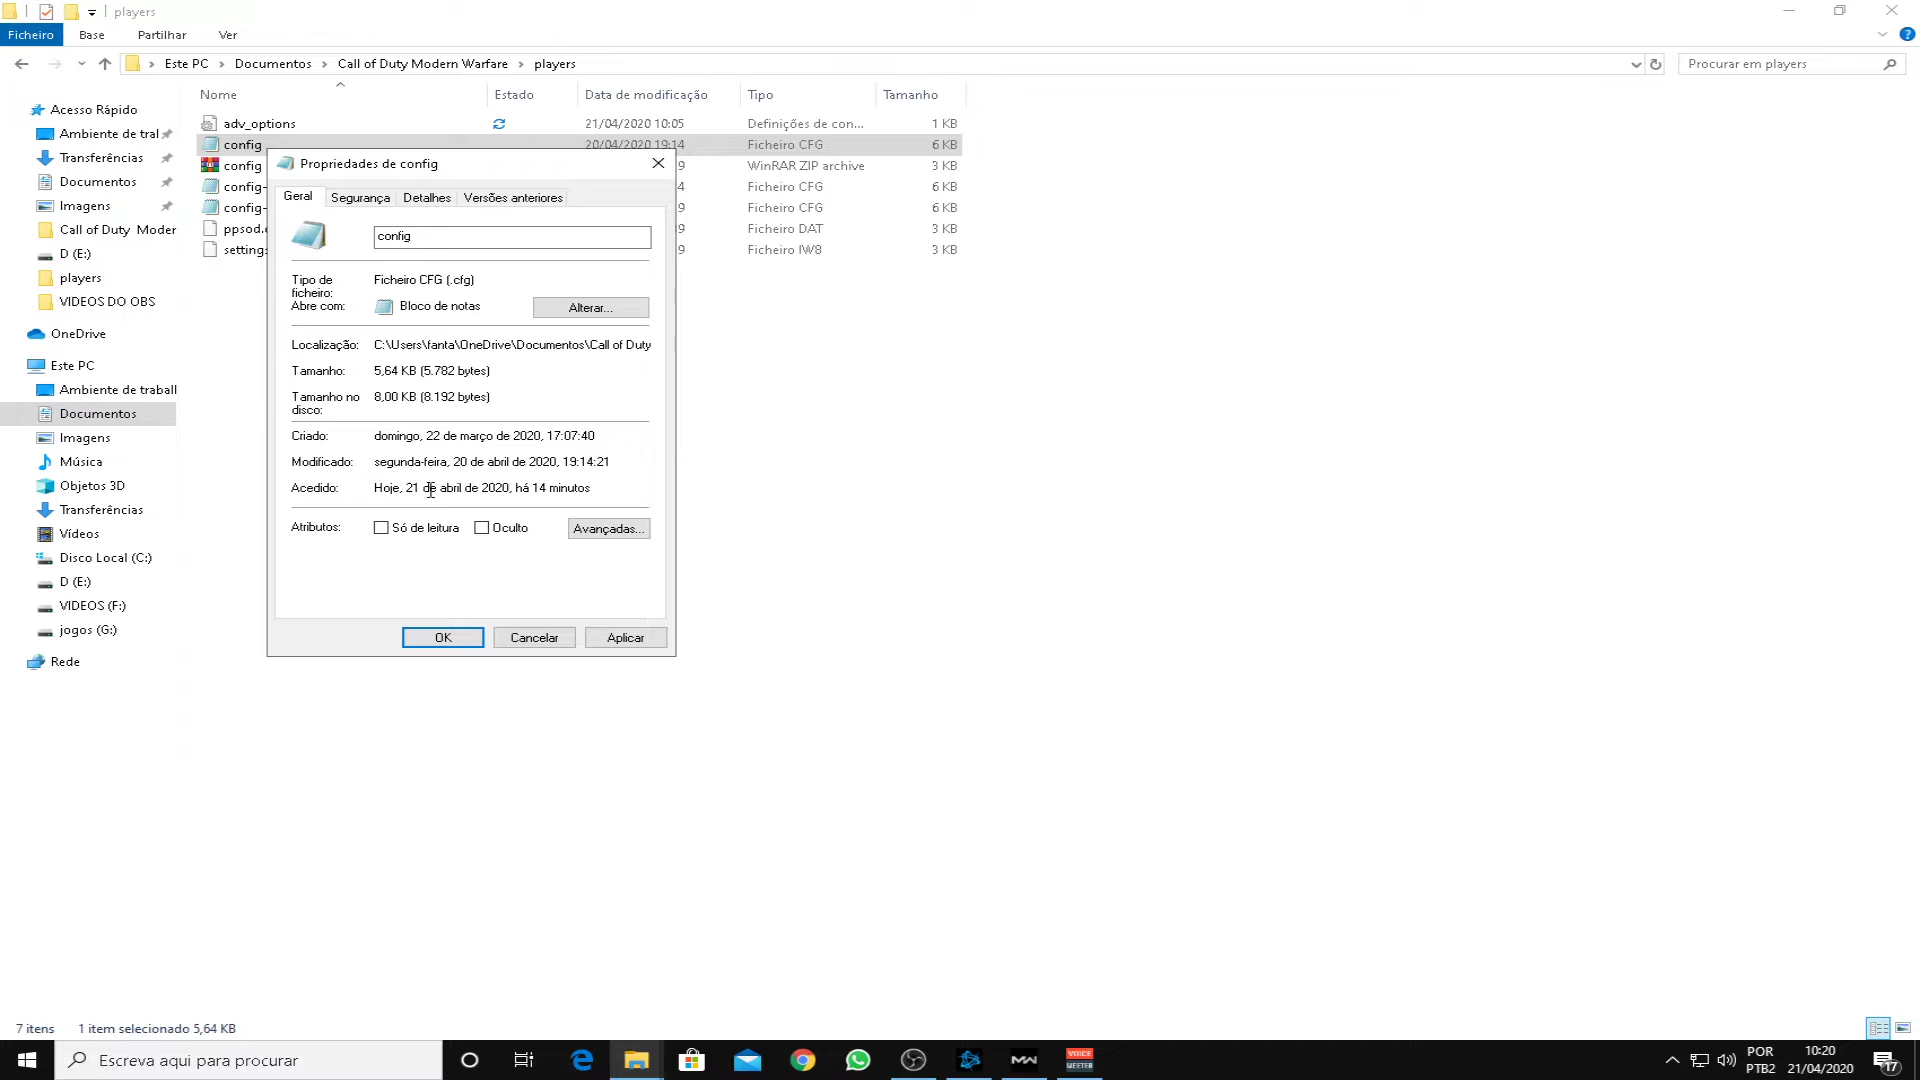 players
Ficheiro Base Partilhar Ver
Este PC Documentos Call of Duty Modern Warfare players Procurar em players
Nome Estado Data de modificação Tipo Tamanho
adv_options 21/04/2020 10:05 Definições de con... 1 KB
config 20/04/2020 19:14 Ficheiro CFG 6 KB
config 9 WinRAR ZIP archive 3 KB
config- 4 Ficheiro CFG 6 KB
config- 9 Ficheiro CFG 6 KB
ppsod. 9 Ficheiro DAT 3 KB
setting 9 Ficheiro IW8 3 KB
Acesso Rápido
Ambiente de tral
Transferências
Documentos
Imagens
Call of Duty Moder
D (E:)
players
VIDEOS DO OBS
OneDrive
Este PC
Ambiente de traball
Documentos
Imagens
Música
Objetos 3D
Transferências
Vídeos
Disco Local (C:)
D (E:)
VIDEOS (F:)
jogos (G:)
Rede
Propriedades de config
Geral Segurança Detalhes Versões anteriores
config
Tipo de ficheiro: Ficheiro CFG (.cfg)
Abre com: Bloco de notas Alterar...
Localização: C:\Users\fanta\OneDrive\Documentos\Call of Duty
Tamanho: 5,64 KB (5.782 bytes)
Tamanho no disco: 8,00 KB (8.192 bytes)
Criado: domingo, 22 de março de 2020, 17:07:40
Modificado: segunda-feira, 20 de abril de 2020, 19:14:21
Acedido: Hoje, 21 de abril de 2020, há 14 minutos
Atributos: Só de leitura Oculto Avançadas...
OK Cancelar Aplicar
7 itens 1 item selecionado 5,64 KB
Escreva aqui para procurar
VOICE MEETER
POR 10:20
PTB2 21/04/2020
17